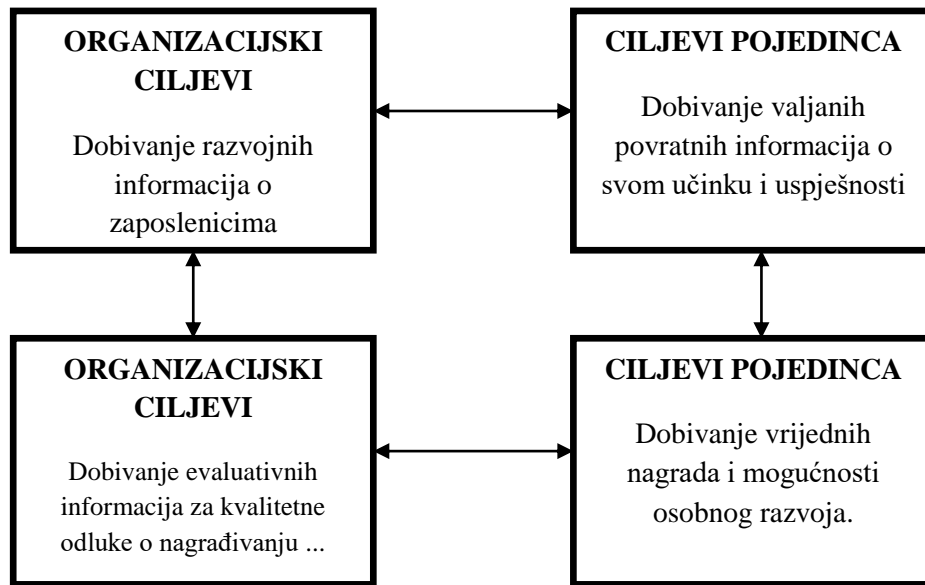 ORGANIZACIJSKI
CILJEVI
Dobivanje razvojnih
informacija o
zaposlenicima
CILJEVI POJEDINCA
Dobivanje valjanih
povratnih informacija o
svom učinku i uspješnosti
ORGANIZACIJSKI
CILJEVI
Dobivanje evaluativnih
informacija za kvalitetne
odluke o nagrađivanju ...
CILJEVI POJEDINCA
Dobivanje vrijednih
nagrada i mogućnosti
osobnog razvoja.